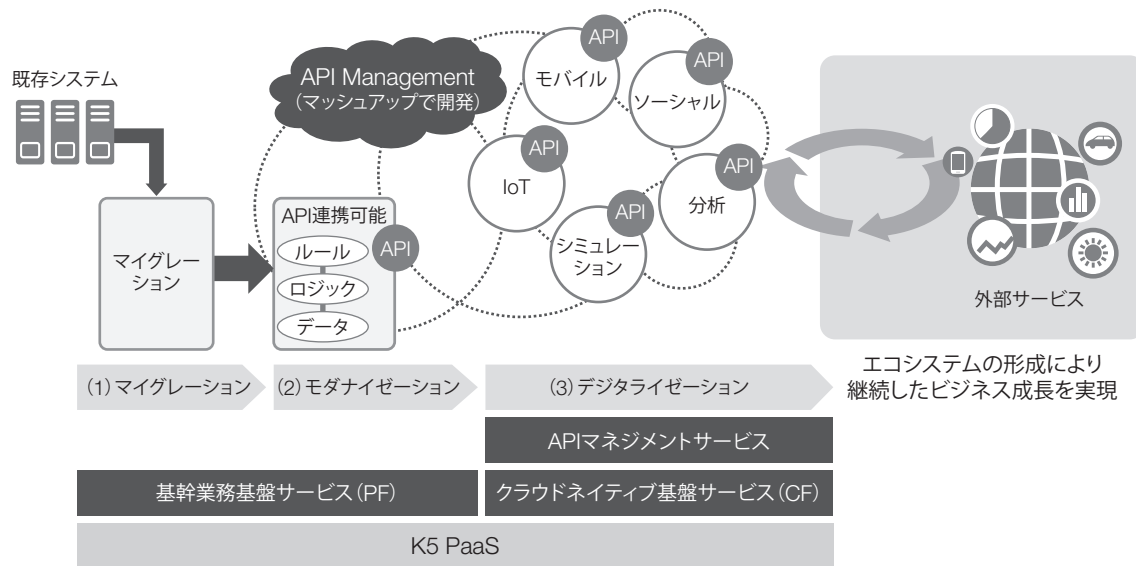 既存システム
API Management
（マッシュアップで開発）
API
モバイル
API
ソーシャル
API
IoT
API
分析
API
シミュレー
ション
マイグレー
ション
API連携可能
ルール
ロジック
データ
API
外部サービス
（1）マイグレーション
（2）モダナイゼーション
（3）デジタライゼーション
エコシステムの形成により
継続したビジネス成長を実現
APIマネジメントサービス
基幹業務基盤サービス（PF）
クラウドネイティブ基盤サービス（CF）
K5 PaaS